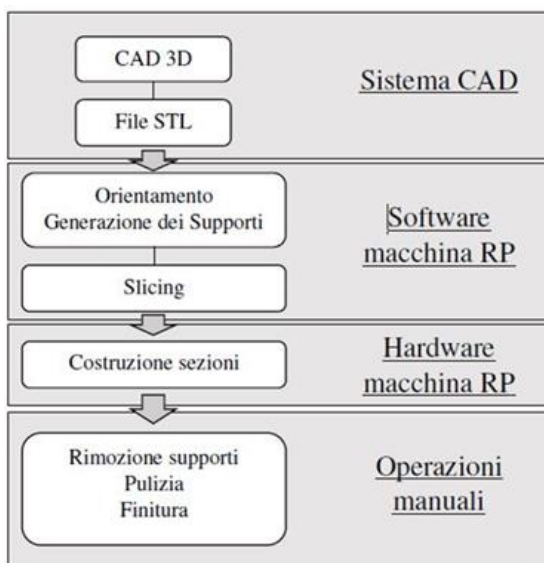 CAD 3D
File STL
Sistema CAD
Orientamento
Generazione dei Supporti
Slicing
Software
macchina RP
Costruzione sezioni
Hardware
macchina RP
Rimozione supporti
Pulizia
Finitura
Operazioni
manuali